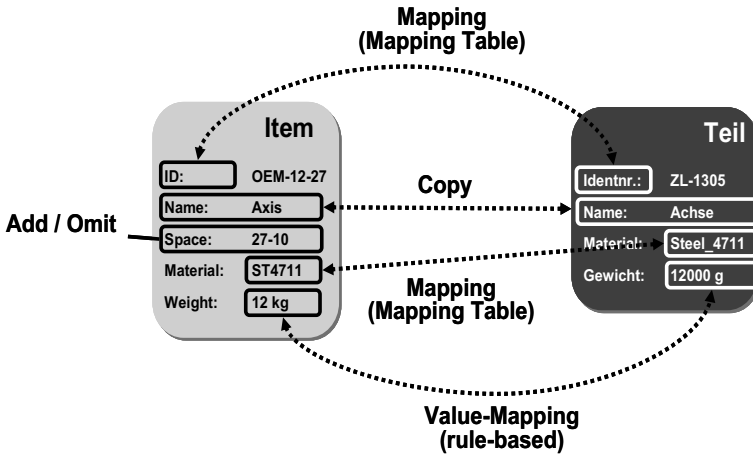 Mapping
(Mapping Table)
Item
ID: OEM-12-27
Name: Axis
Space: 27-10
Material: ST4711
Weight: 12 kg
Add / Omit
Copy
Teil
Identnr.: ZL-1305
Name: Achse
Material: Steel_4711
Gewicht: 12000 g
Mapping
(Mapping Table)
Value-Mapping
(rule-based)